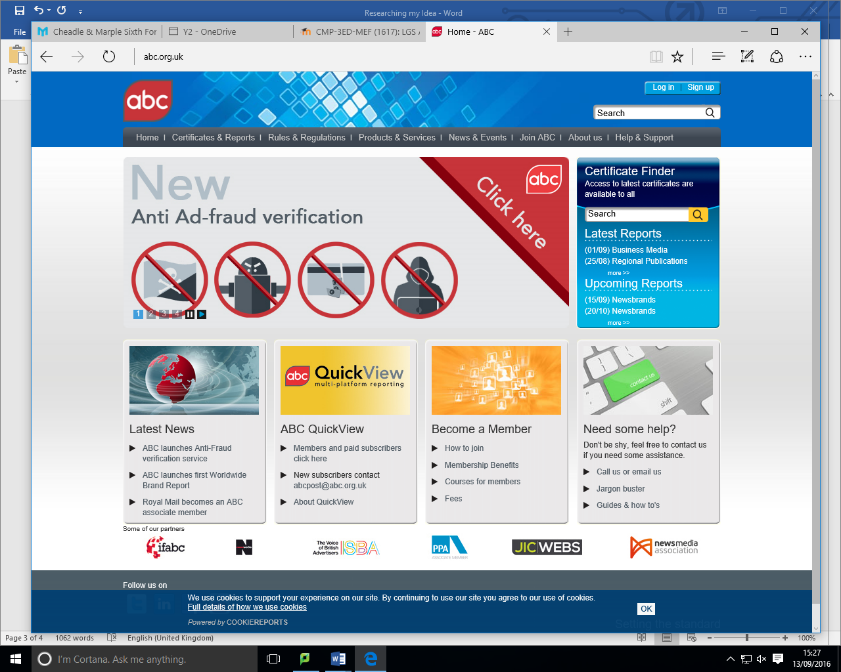 Researching my Idea - Word
File
Cheadle & Marple Sixth For
Y2 - OneDrive
CMP-3ED-MEF (1617): LGS A
Home - ABC
Paste
abc.org.uk
abc
Log in
Sign up
Search
Home | Certificates & Reports | Rules & Regulations | Products & Services | News & Events | Join ABC | About us | Help & Support
New
Anti Ad-fraud verification
Click here
abc
1 2 3 4
Certificate Finder
Access to latest certificates are
available to all
Search
Latest Reports
(01/09) Business Media
(25/08) Regional Publications
more >>
Upcoming Reports
(15/09) Newsbrands
(20/10) Newsbrands
more >>
Latest News
ABC launches Anti-Fraud
verification service
ABC launches first Worldwide
Brand Report
Royal Mail becomes an ABC
associate member
abc QuickView
multi-platform reporting
ABC QuickView
Members and paid subscribers
click here
New subscribers contact
abcpost@abc.org.uk
About QuickView
Become a Member
How to join
Membership Benefits
Courses for members
Fees
contact us
shift
Need some help?
Don't be shy, feel free to contact us
if you need some assistance.
Call us or email us
Jargon buster
Guides & how to's
Some of our partners
ifabc
N
The Voice
of British
Advertisers
ISBA
PPA
JICWEBS
newsmedia
association
Follow us on
We use cookies to support your experience on our site. By continuing to use our site you agree to our use of cookies.
Full details of how we use cookies
OK
Powered by COOKIEREPORTS
Page 3 of 4
1062 words
English (United Kingdom)
100%
I'm Cortana. Ask me anything.
15:27
13/09/2016